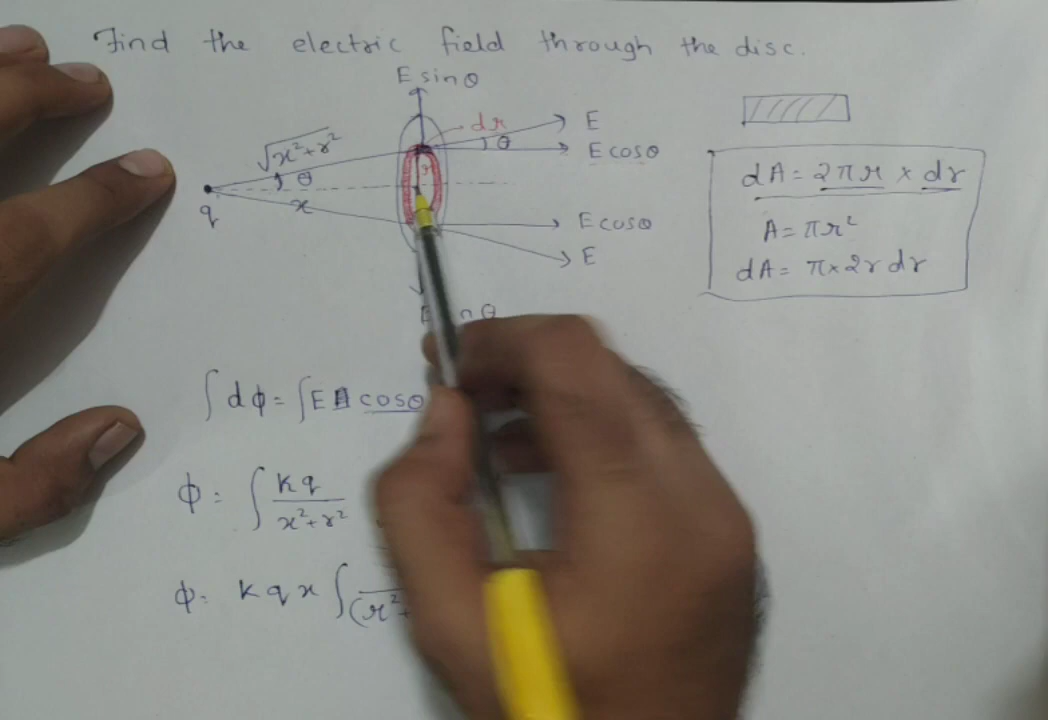 Find the electric field through the disc.
E sinθ
dr
E
θ
E cosθ
√x²+r²
θ
r
x
q
E cosθ
E
dA = 2πr × dr
A = πr²
dA = π×2r dr
∫dφ = ∫E cosθ
φ = ∫ kq / x²+r²
φ = kqx ∫